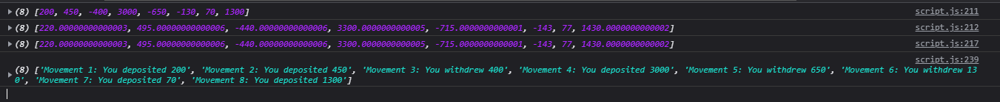 (8) [200, 450, -400, 3000, -650, -130, 70, 1300] script.js:211
(8) [220.00000000000003, 495.00000000000006, -440.00000000000006, 3300.0000000000005, -715.0000000000001, -143, 77, 1430.0000000000002] script.js:212
(8) [220.00000000000003, 495.00000000000006, -440.00000000000006, 3300.0000000000005, -715.0000000000001, -143, 77, 1430.0000000000002] script.js:217
script.js:239
(8) ['Movement 1: You deposited 200', 'Movement 2: You deposited 450', 'Movement 3: You withdrew 400', 'Movement 4: You deposited 3000', 'Movement 5: You withdrew 650', 'Movement 6: You withdrew 13
0', 'Movement 7: You deposited 70', 'Movement 8: You deposited 1300']